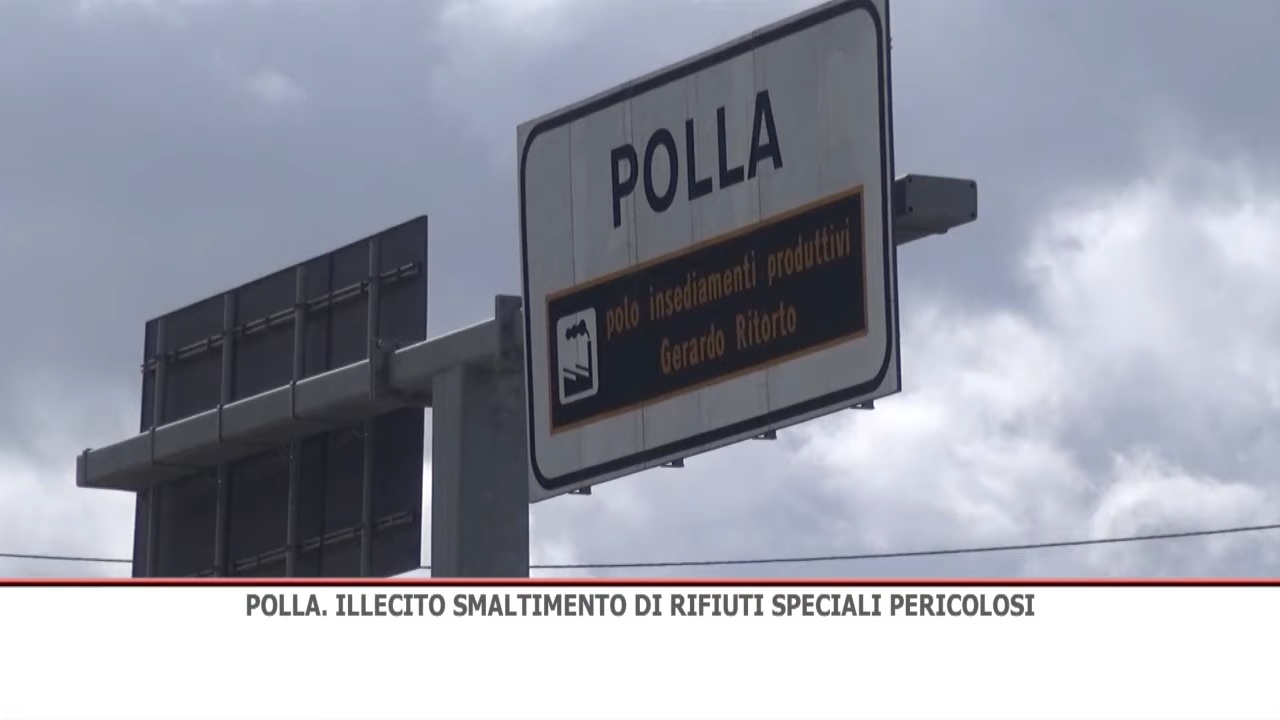 POLLA
polo insediamenti produttivi
Gerardo Ritorto
POLLA. ILLECITO SMALTIMENTO DI RIFIUTI SPECIALI PERICOLOSI